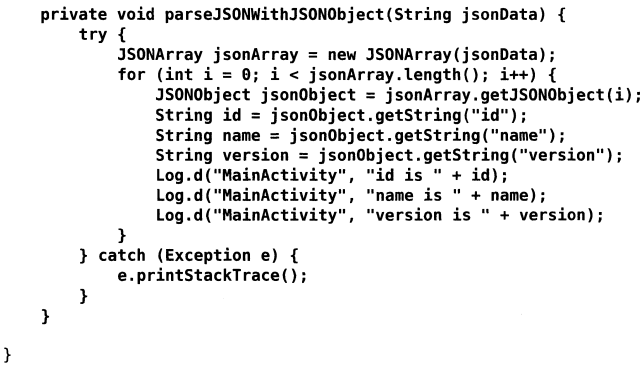 private void parseJSONWithJSONObject(String jsonData) {
        try {
            JSONArray jsonArray = new JSONArray(jsonData);
            for (int i = 0; i < jsonArray.length(); i++) {
                JSONObject jsonObject = jsonArray.getJSONObject(i);
                String id = jsonObject.getString("id");
                String name = jsonObject.getString("name");
                String version = jsonObject.getString("version");
                Log.d("MainActivity", "id is " + id);
                Log.d("MainActivity", "name is " + name);
                Log.d("MainActivity", "version is " + version);
            }
        } catch (Exception e) {
            e.printStackTrace();
        }
    }

}